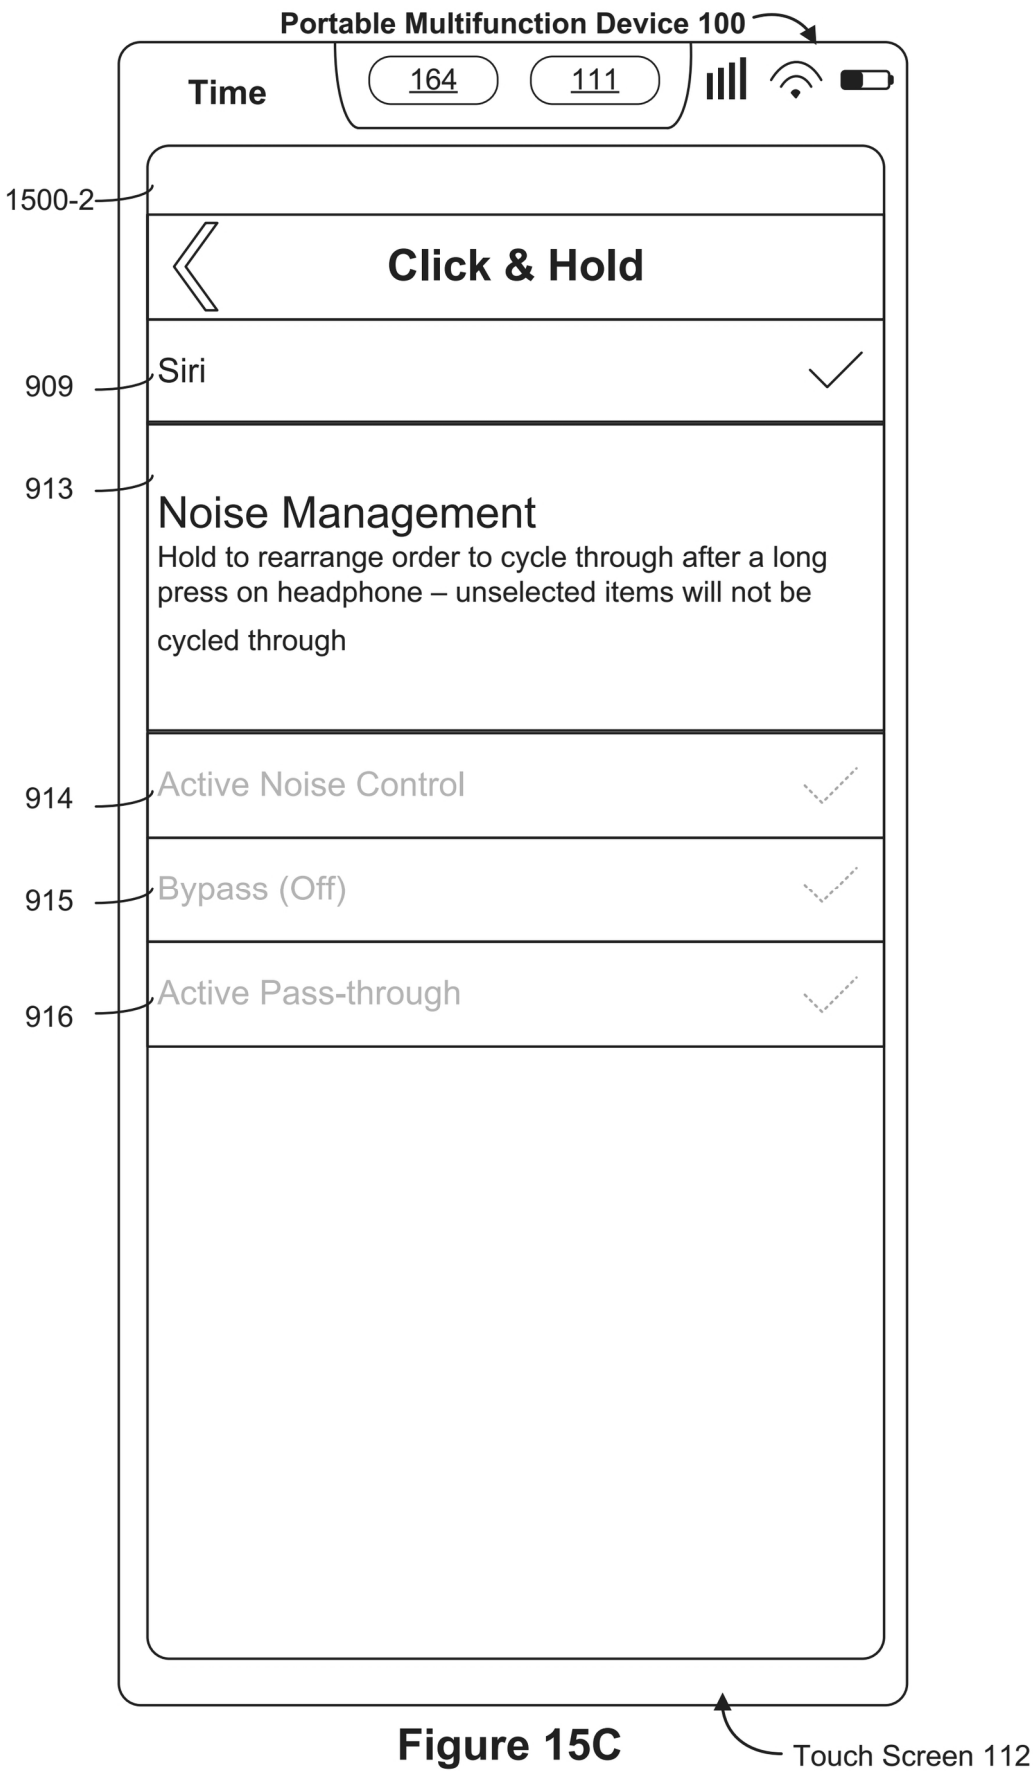 Portable Multifunction Device 100
Time
164
111
1500-2
Click & Hold
909
Siri
913
Noise Management
Hold to rearrange order to cycle through after a long
press on headphone – unselected items will not be
cycled through
914
Active Noise Control
915
Bypass (Off)
916
Active Pass-through
Figure 15C
Touch Screen 112